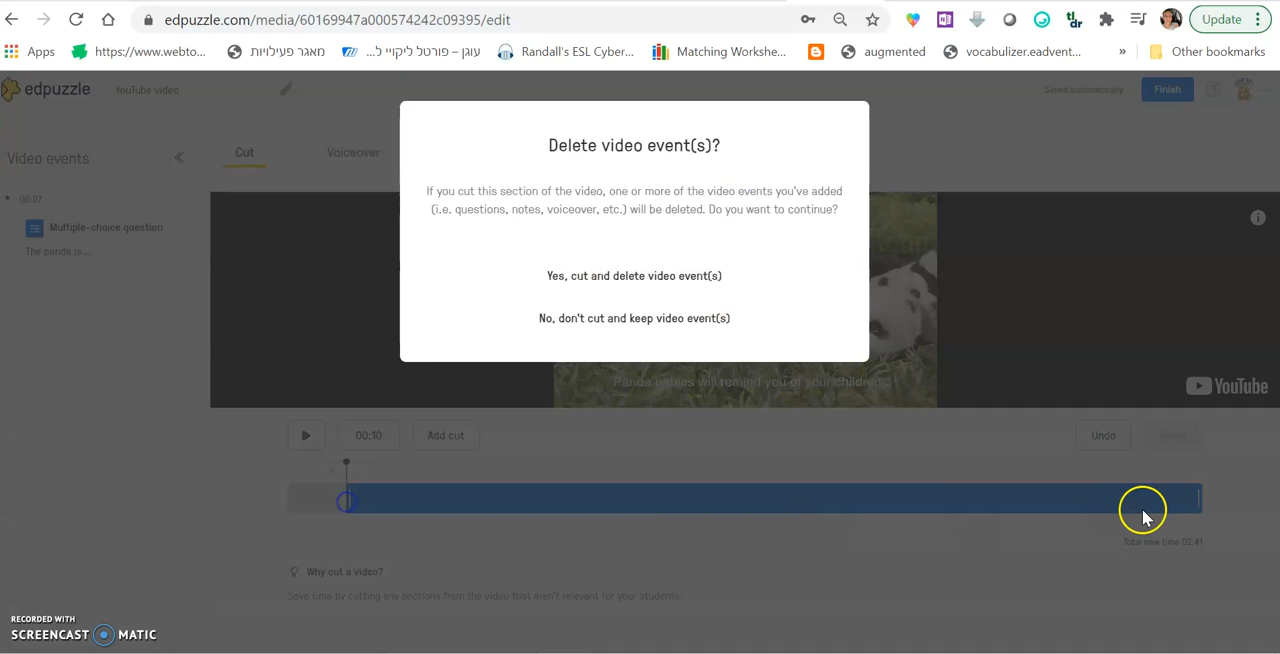 edpuzzle.com/media/60169947a000574242c09395/edit
Update
Apps
https://www.webto...
מאגר פעילויות
עוגן – פורטל ליקויי ל...
Randall's ESL Cyber...
Matching Workshe...
augmented
vocabulizer.eadvent...
»
Other bookmarks
edpuzzle
YouTube video
Saved automatically
Finish
Video events
Cut
Voiceover
00:07
Multiple-choice question
The panda is...
Delete video event(s)?
If you cut this section of the video, one or more of the video events you've added
(i.e. questions, notes, voiceover, etc.) will be deleted. Do you want to continue?
Yes, cut and delete video event(s)
No, don't cut and keep video event(s)
Panda babies will remind you of your children.
YouTube
00:10
Add cut
Undo
Total new time 02:41
Why cut a video?
Save time by cutting any sections from the video that aren't relevant for your students.
RECORDED WITH
SCREENCAST MATIC